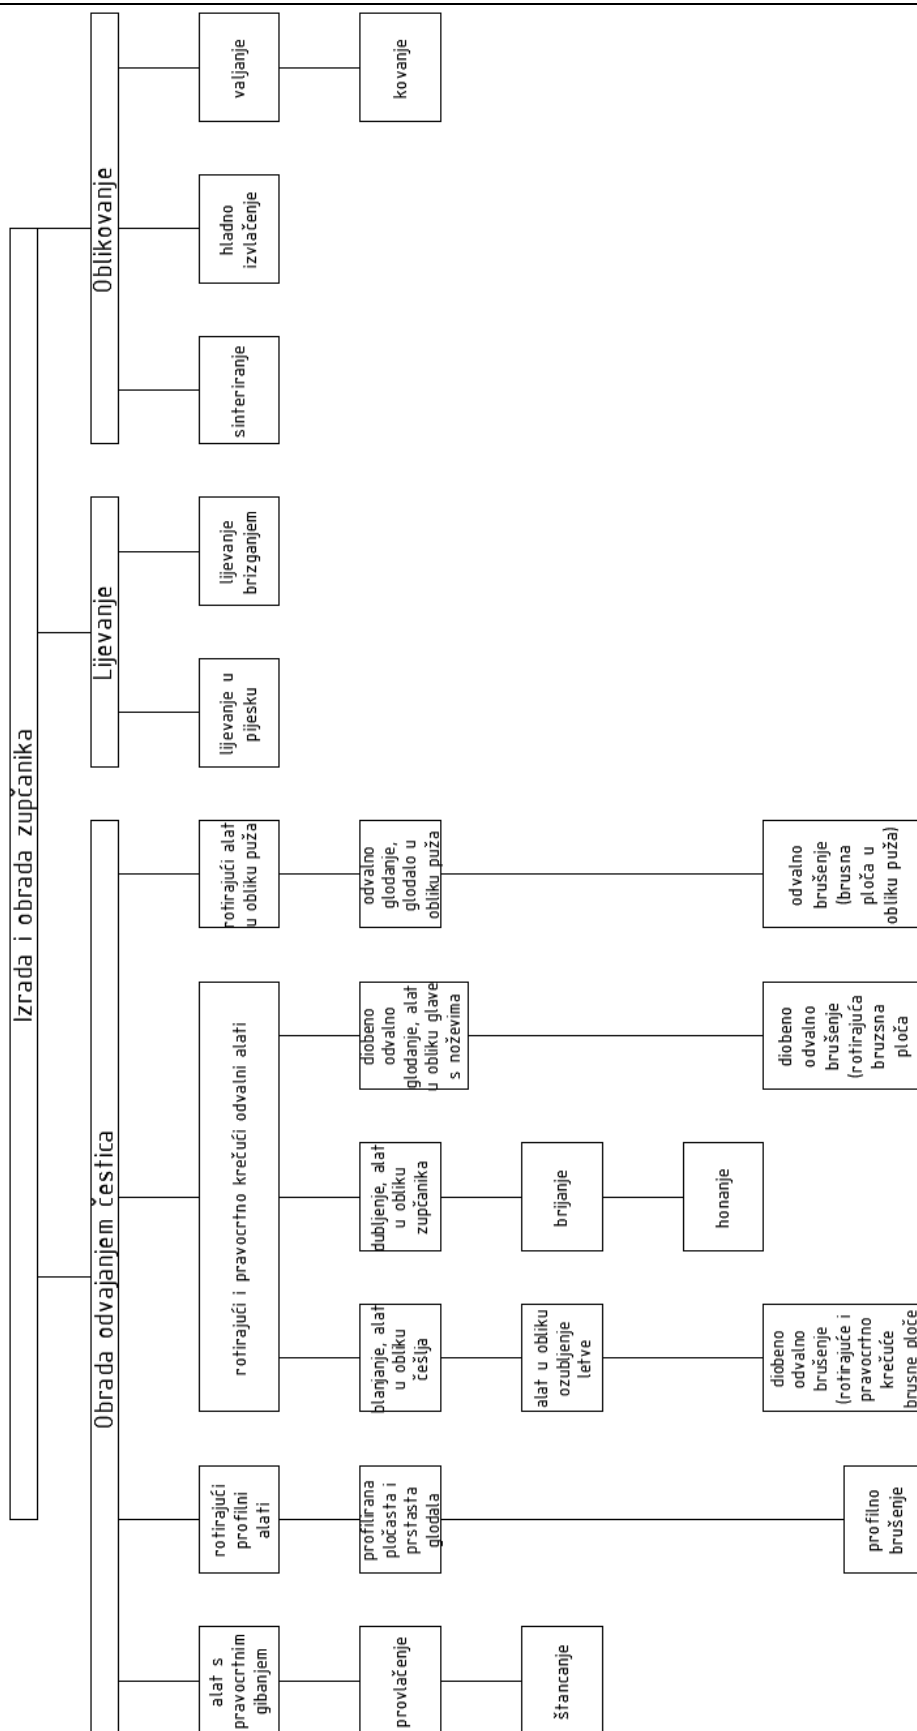 Izrada i obrada zupčanika
Obrada odvajanjem čestica
Lijevanje
Oblikovanje
alat s
pravocrtnim
gibanjem
rotirajući
profilni
alati
rotirajući i pravocrtno krečući odvalni alati
rotirajući alat
u obliku puža
lijevanje u
pijesku
lijevanje
brizganjem
sinteriranje
hladno
izvlačenje
valjanje
provlačenje
profilirana
pločasta i
prstasta
glodala
blanjanje, alat
u obliku
češlja
dubljenje, alat
u obliku
zupčanika
diobeno
odvalno
glodanje, alat
u obliku glave
s noževima
odvalno
glodanje,
glodalo u
obliku puža
kovanje
štancanje
alat u obliku
ozubljenje
letve
brijanje
honanje
profilno
brušenje
diobeno
odvalno
brušenje
(rotirajuće i
pravocrtno
krečuće
brusne ploče
diobeno
odvalno
brušenje
(rotirajuća
bruzsna
ploča
odvalno
brušenje
(brusna
ploča u
obliku puža)